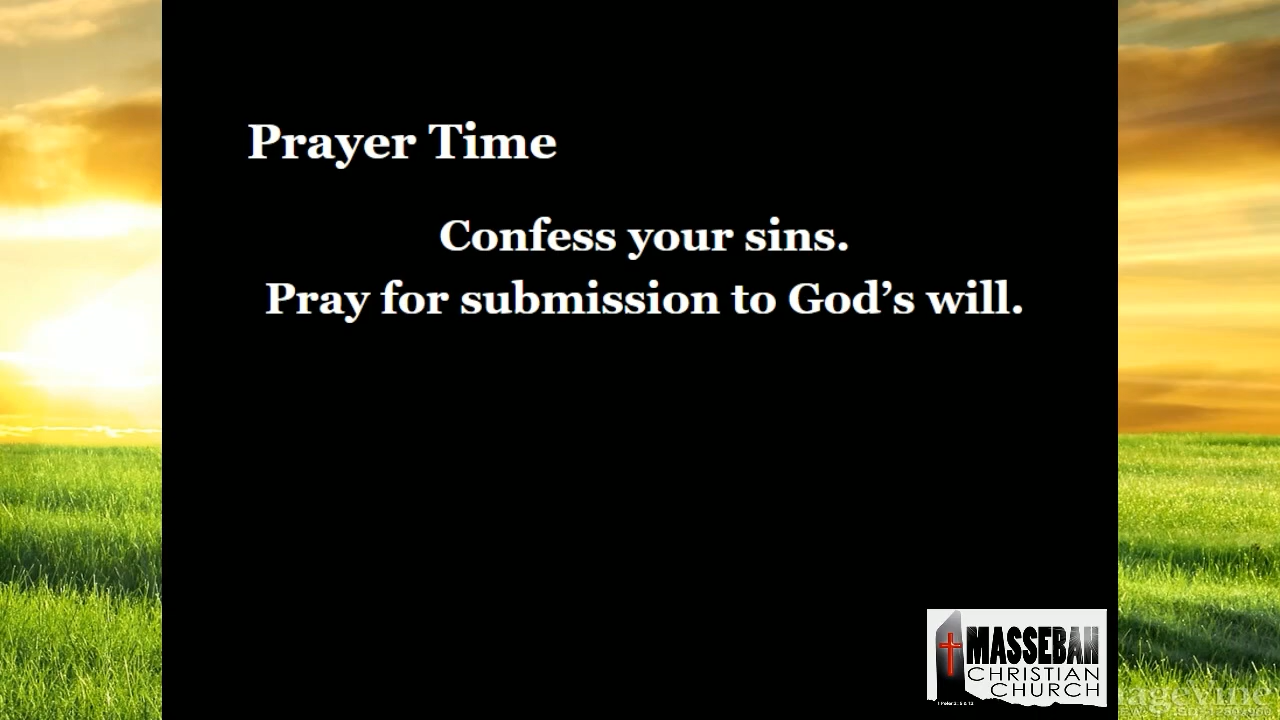 Prayer Time
Confess your sins.
Pray for submission to God’s will.
MASSEBAH
CHRISTIAN
CHURCH